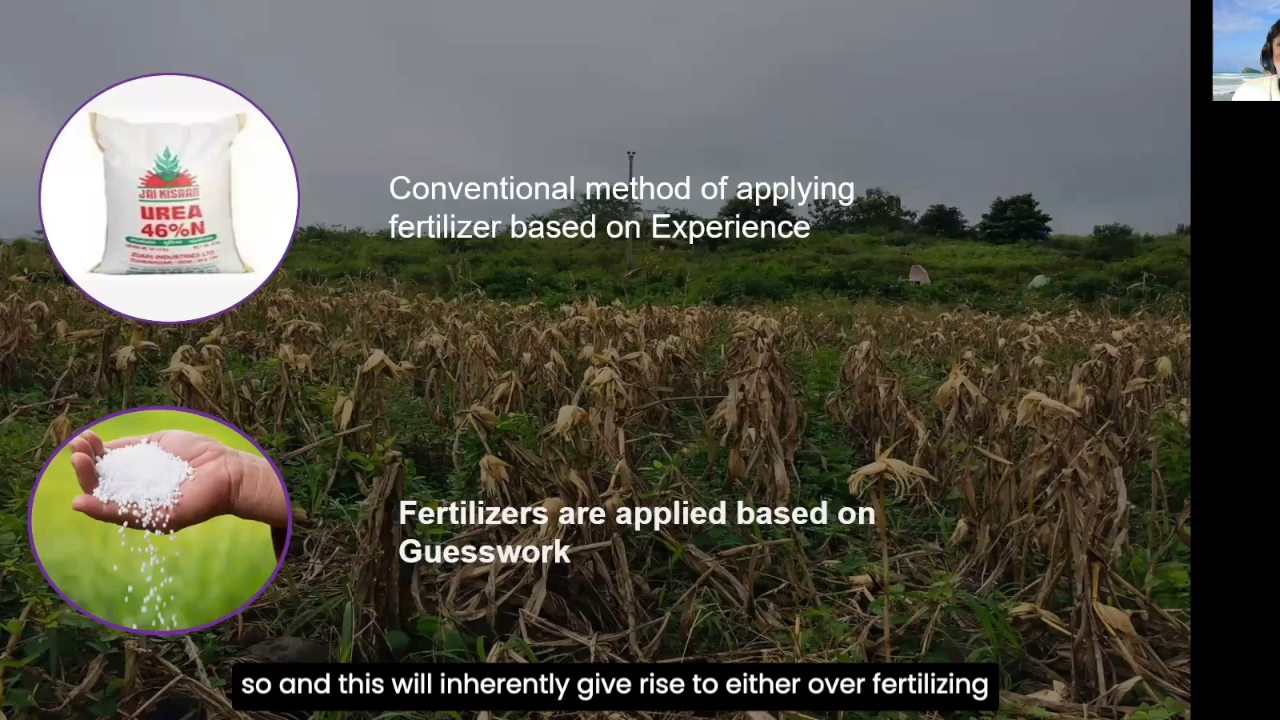 JAI KISAAN
UREA
46%N
Conventional method of applying
fertilizer based on Experience
Fertilizers are applied based on
Guesswork
so and this will inherently give rise to either over fertilizing